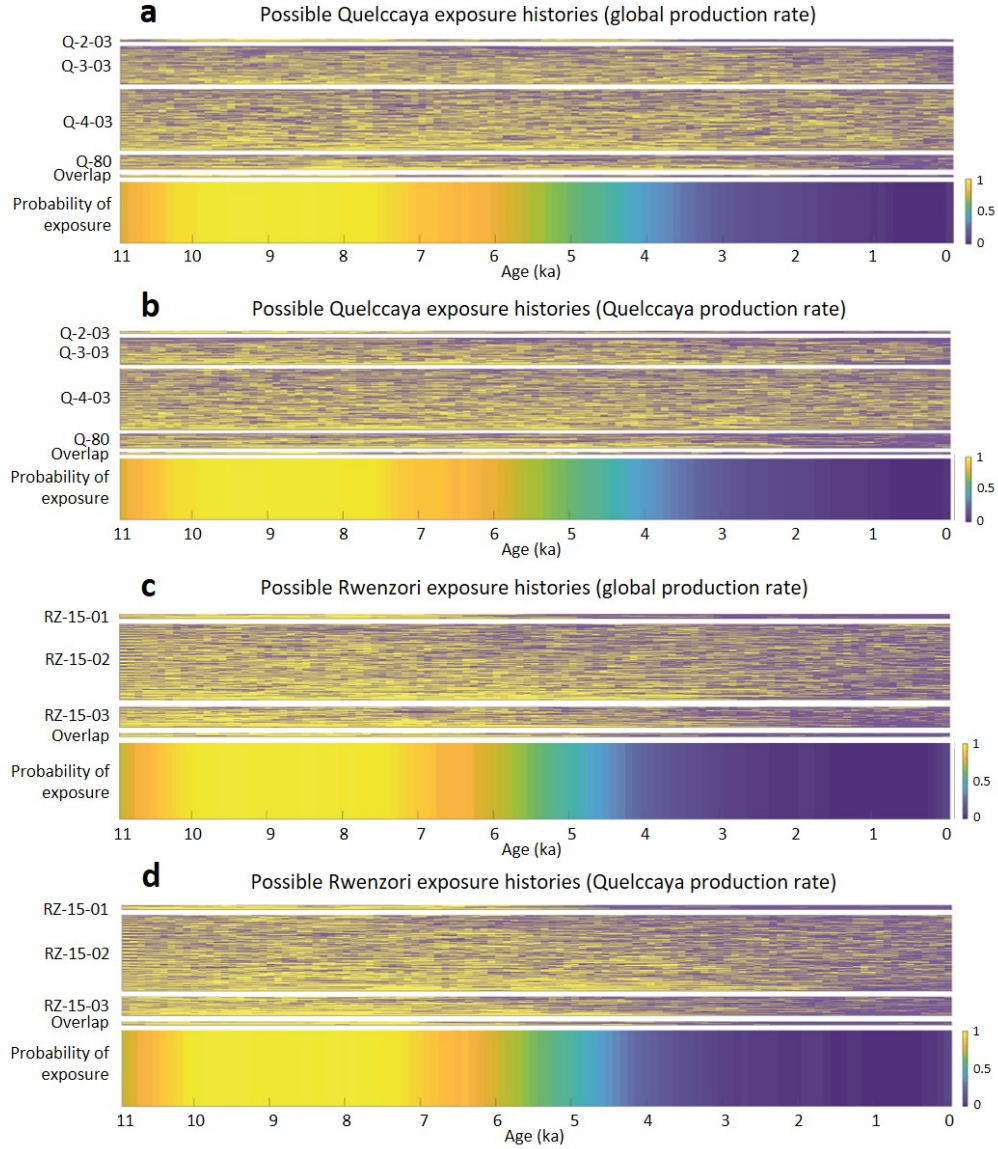 a
Possible Quelccaya exposure histories (global production rate)
Q-2-03
Q-3-03
Q-4-03
Q-80
Overlap
Probability of
exposure
1
0.5
0
11 10 9 8 7 6 5 4 3 2 1 0
Age (ka)
b
Possible Quelccaya exposure histories (Quelccaya production rate)
Q-2-03
Q-3-03
Q-4-03
Q-80
Overlap
Probability of
exposure
1
0.5
0
11 10 9 8 7 6 5 4 3 2 1 0
Age (ka)
c
Possible Rwenzori exposure histories (global production rate)
RZ-15-01
RZ-15-02
RZ-15-03
Overlap
Probability of
exposure
1
0.5
0
11 10 9 8 7 6 5 4 3 2 1 0
Age (ka)
d
Possible Rwenzori exposure histories (Quelccaya production rate)
RZ-15-01
RZ-15-02
RZ-15-03
Overlap
Probability of
exposure
1
0.5
0
11 10 9 8 7 6 5 4 3 2 1 0
Age (ka)